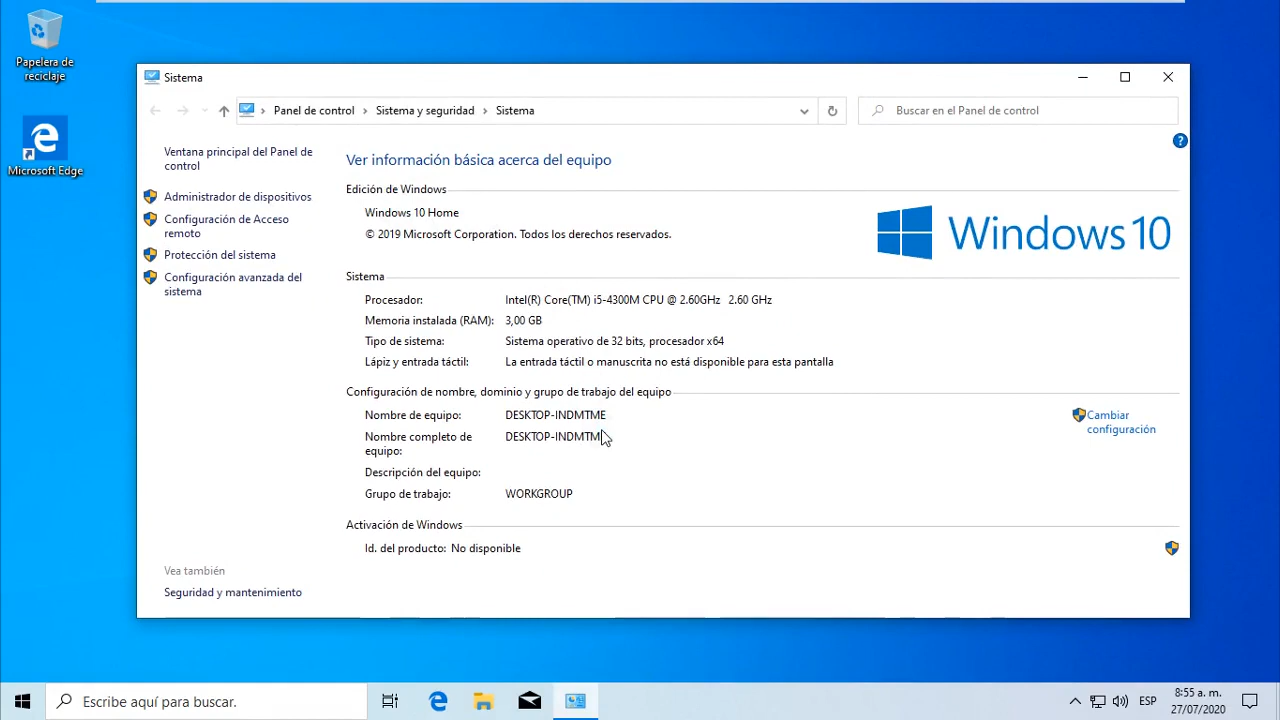 Papelera de
reciclaje
Microsoft Edge
Sistema
Panel de control
Sistema y seguridad
Sistema
Buscar en el Panel de control
Ventana principal del Panel de
control
Administrador de dispositivos
Configuración de Acceso
remoto
Protección del sistema
Configuración avanzada del
sistema
Vea también
Seguridad y mantenimiento
Ver información básica acerca del equipo
Edición de Windows
Windows 10 Home
© 2019 Microsoft Corporation. Todos los derechos reservados.
Windows 10
Sistema
Procesador: Intel(R) Core(TM) i5-4300M CPU @ 2.60GHz 2.60 GHz
Memoria instalada (RAM): 3,00 GB
Tipo de sistema: Sistema operativo de 32 bits, procesador x64
Lápiz y entrada táctil: La entrada táctil o manuscrita no está disponible para esta pantalla
Configuración de nombre, dominio y grupo de trabajo del equipo
Nombre de equipo: DESKTOP-INDMTME
Cambiar
configuración
Nombre completo de
equipo: DESKTOP-INDMTME
Descripción del equipo:
Grupo de trabajo: WORKGROUP
Activación de Windows
Id. del producto: No disponible
Escribe aquí para buscar.
ESP
8:55 a. m.
27/07/2020